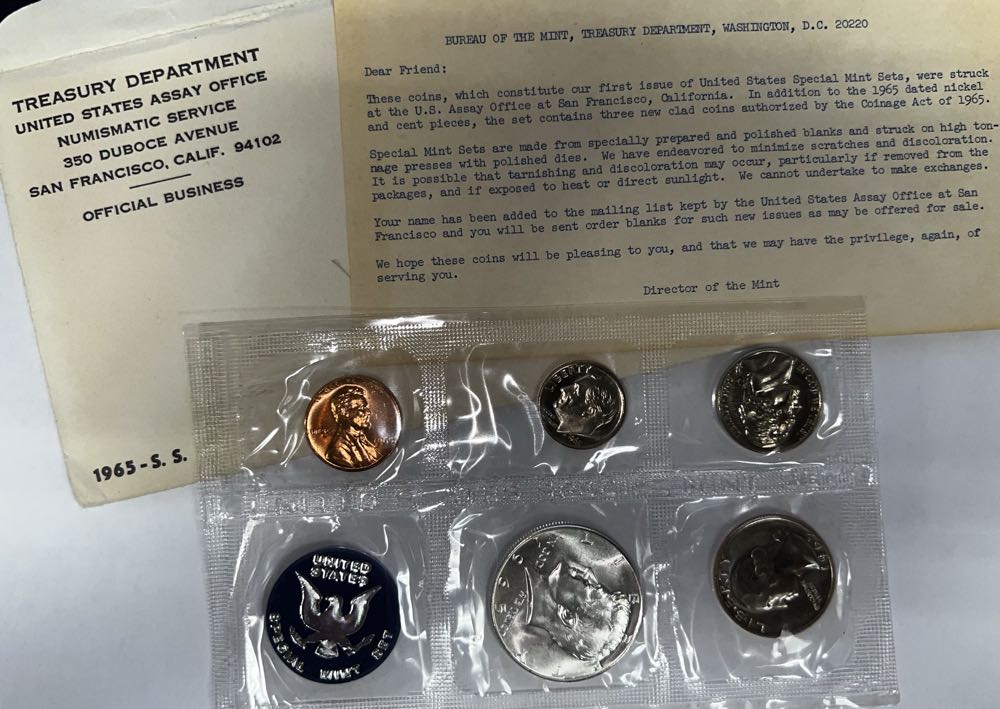 TREASURY DEPARTMENT
UNITED STATES ASSAY OFFICE
NUMISMATIC SERVICE
350 DUBOCE AVENUE
SAN FRANCISCO, CALIF. 94102
OFFICIAL BUSINESS
1965-S. S.
BUREAU OF THE MINT, TREASURY DEPARTMENT, WASHINGTON, D.C. 20220
Dear Friend:
These coins, which constitute our first issue of United States Special Mint Sets, were struck
at the U.S. Assay Office at San Francisco, California. In addition to the 1965 dated nickel
and cent pieces, the set contains three new clad coins authorized by the Coinage Act of 1965.
Special Mint Sets are made from specially prepared and polished blanks and struck on high ton-
nage presses with polished dies. We have endeavored to minimize scratches and discoloration.
It is possible that tarnishing and discoloration may occur, particularly if removed from the
packages, and if exposed to heat or direct sunlight. We cannot undertake to make exchanges.
Your name has been added to the mailing list kept by the United States Assay Office at San
Francisco and you will be sent order blanks for such new issues as may be offered for sale.
We hope these coins will be pleasing to you, and that we may have the privilege, again, of
serving you.
Director of the Mint
LIBERTY
UNITED
STATES
SPECIAL MINT SET